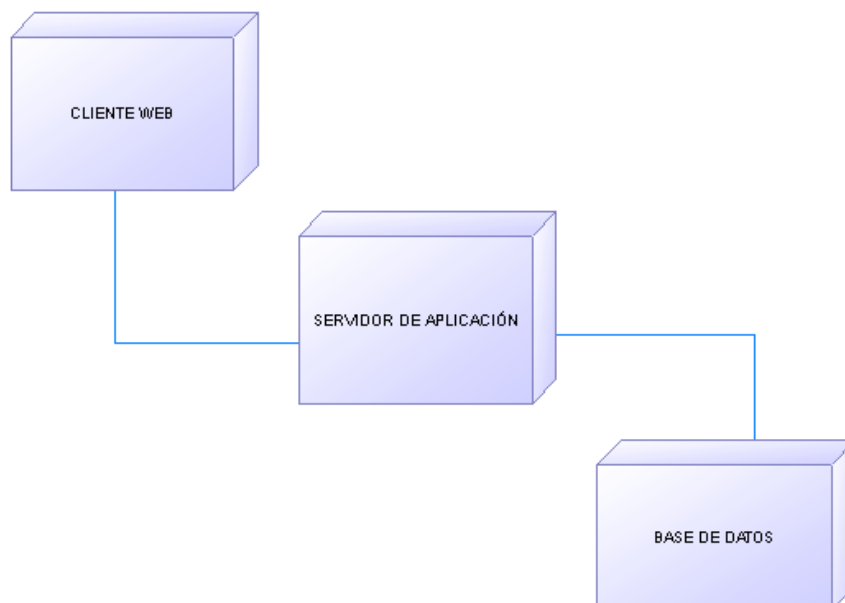 CLIENTE WEB
SERVIDOR DE APLICACIÓN
BASE DE DATOS